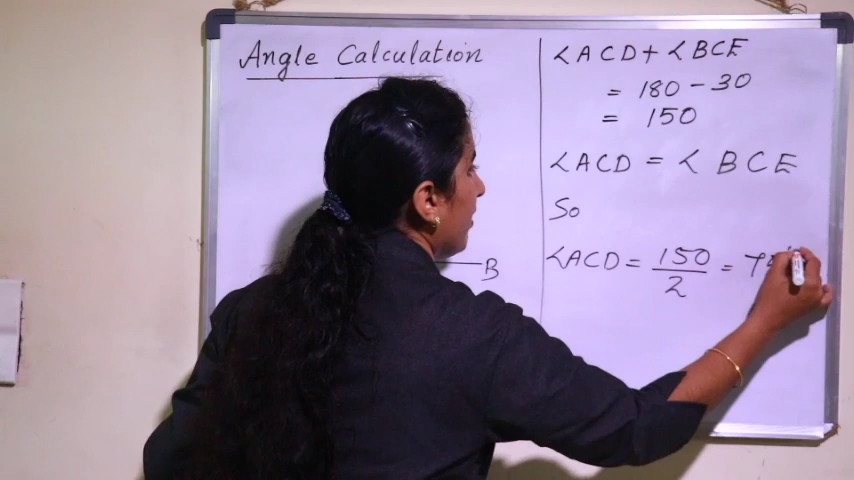 Angle Calculation
B
∠ACD + ∠BCE
= 180 - 30
= 150
∠ACD = ∠BCE
So
∠ACD = 150/2 =